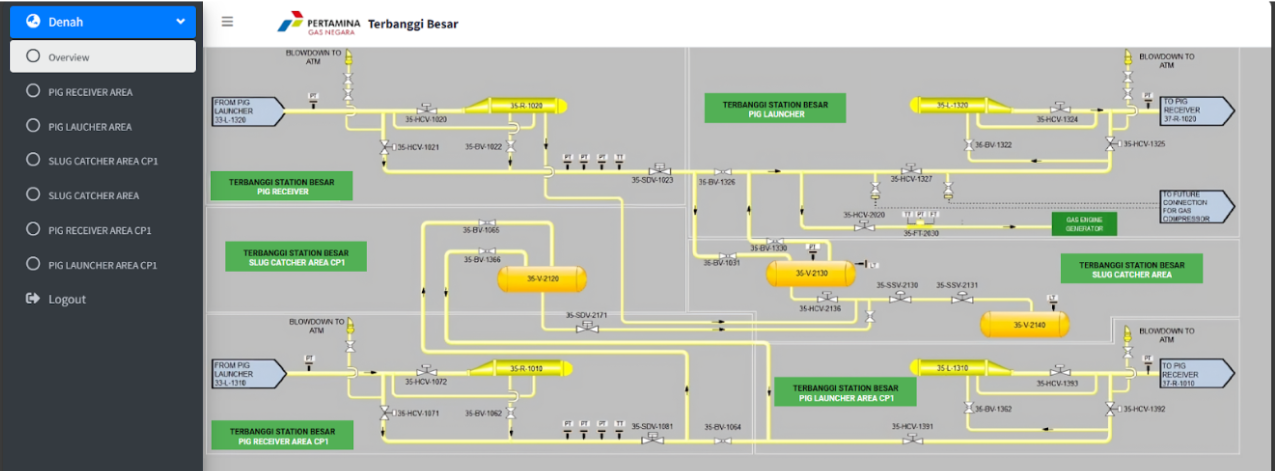 Denah
Overview
PIG RECEIVER AREA
PIG LAUCHER AREA
SLUG CATCHER AREA CP1
SLUG CATCHER AREA
PIG RECEIVER AREA CP1
PIG LAUNCHER AREA CP1
Logout
PERTAMINA
GAS NEGARA
Terbanggi Besar
BLOWDOWN TO
ATM
FROM PIG
LAUNCHER
33-L-1320
PT
35-HCV-1020
35-R-1020
35-HCV-1021
35-BV-1022
PT PT PT TT
35-SDV-1023
TERBANGGI STATION BESAR
PIG RECEIVER
TERBANGGI STATION BESAR
PIG LAUNCHER
35-L-1320
35-HCV-1324
BLOWDOWN TO
ATM
PT
TO PIG
RECEIVER
37-R-1020
35-BV-1322
35-HCV-1325
35-BV-1326
35-HCV-1327
TO FUTURE
CONNECTION
FOR GAS
COMPRESSOR
35-HCV-2020
TT PT FT
35-FT-2030
GAS ENGINE
GENERATOR
TERBANGGI STATION BESAR
SLUG CATCHER AREA CP1
35-BV-1065
35-BV-1366
35-V-2120
35-SDV-2171
35-BV-1330
35-BV-1031
PT
35-V-2130
LT
35-HCV-2136
35-SSV-2130
35-SSV-2131
LT
35-V-2140
TERBANGGI STATION BESAR
SLUG CATCHER AREA
BLOWDOWN TO
ATM
FROM PIG
LAUNCHER
33-L-1310
PT
35-HCV-1072
35-R-1010
35-HCV-1071
35-BV-1062
PT PT PT TT
35-SDV-1081
35-BV-1064
TERBANGGI STATION BESAR
PIG RECEIVER AREA CP1
TERBANGGI STATION BESAR
PIG LAUNCHER AREA CP1
35-L-1310
35-HCV-1393
BLOWDOWN TO
ATM
PT
TO PIG
RECEIVER
37-R-1010
35-BV-1362
35-HCV-1392
35-HCV-1391